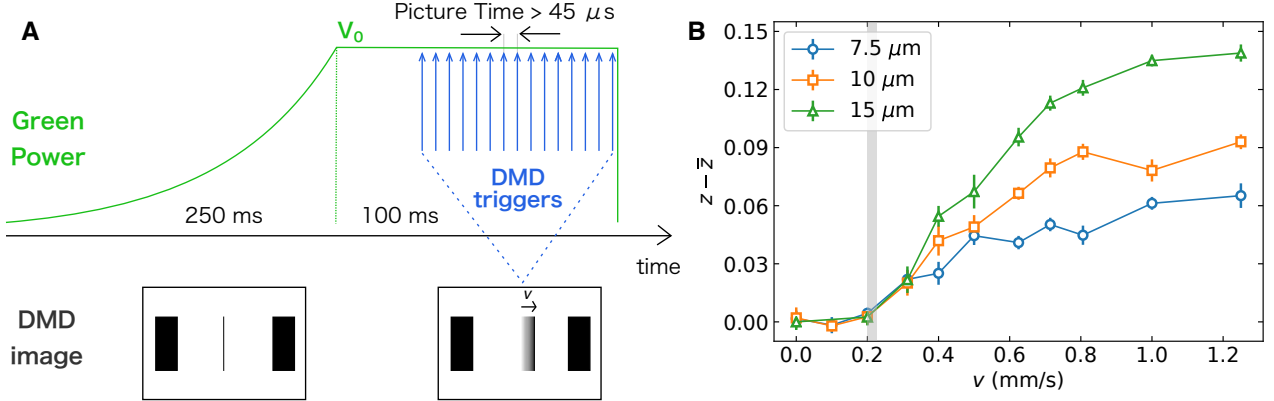 A
Picture Time > 45 μs
V₀
Green
Power
DMD
triggers
250 ms
100 ms
time
v
DMD
image
B
0.15
0.12
0.09
0.06
0.03
0.00
z − z̅
7.5 μm
10 μm
15 μm
0.0 0.2 0.4 0.6 0.8 1.0 1.2
v (mm/s)